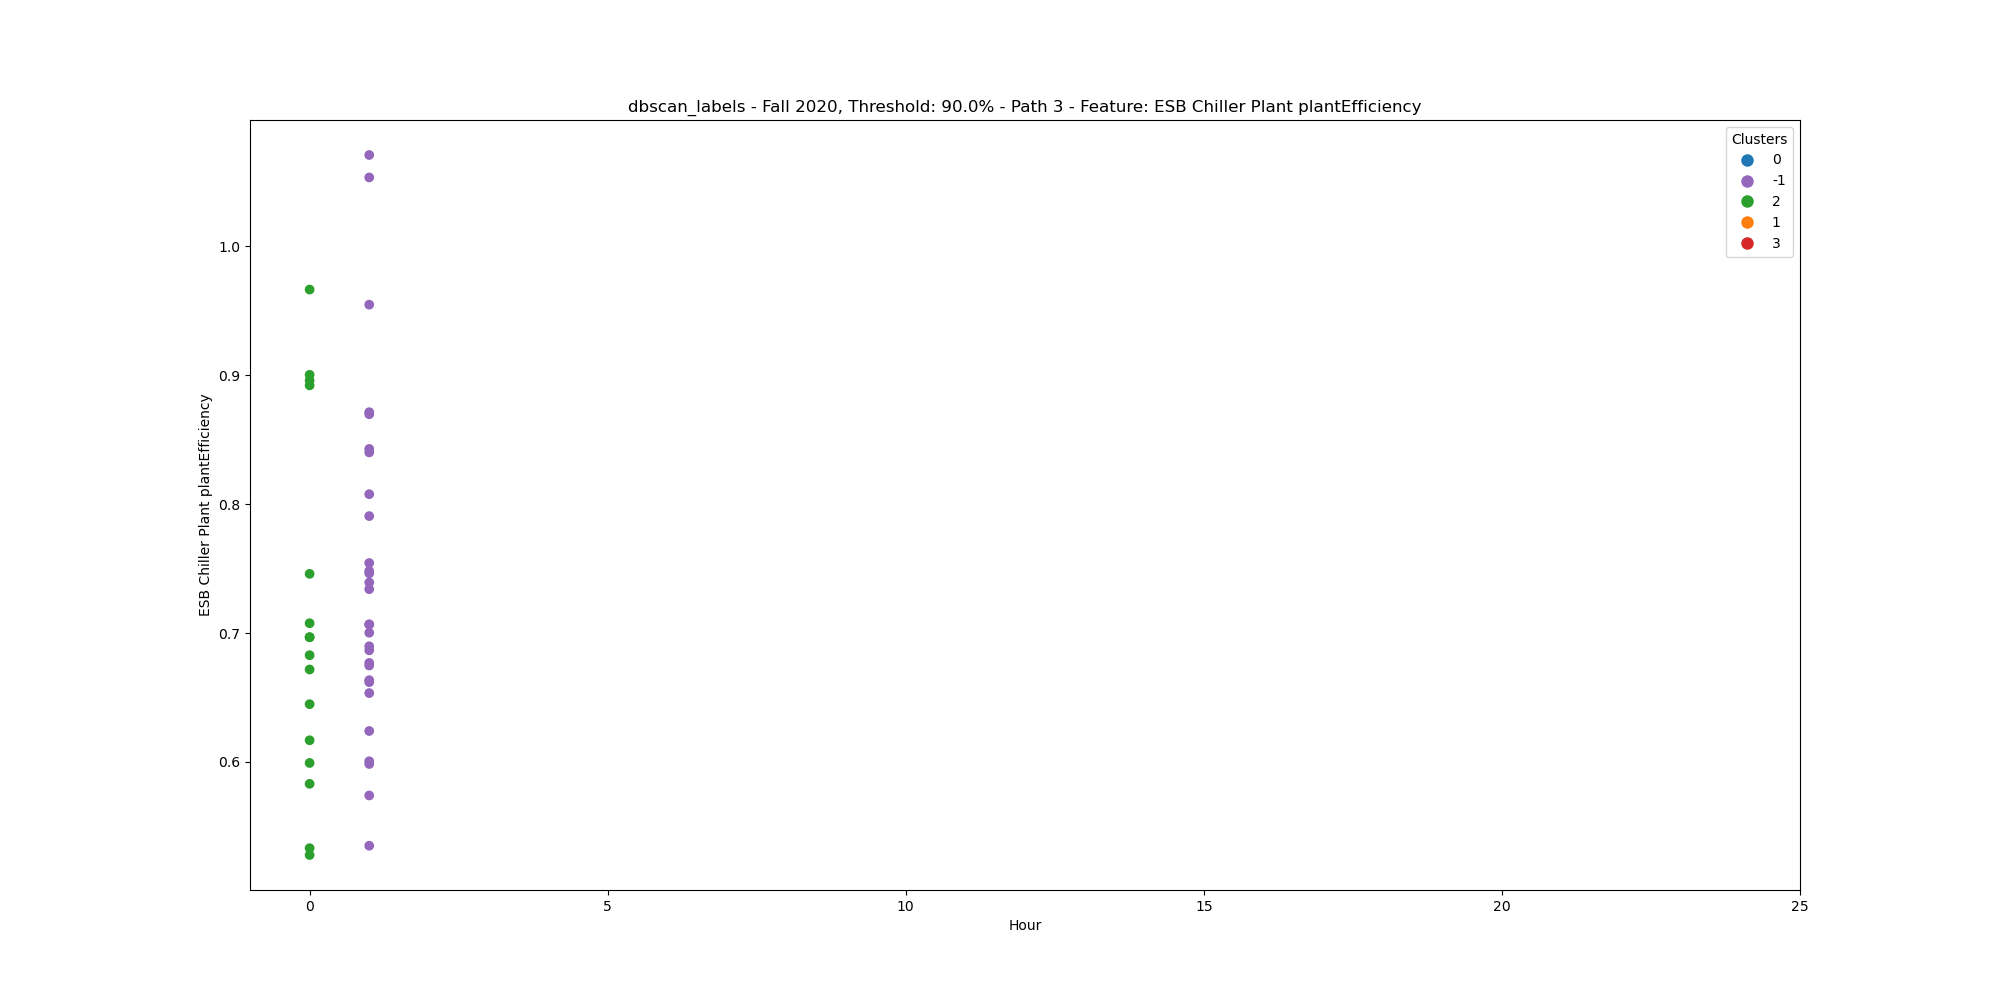 dbscan_labels - Fall 2020, Threshold: 90.0% - Path 3 - Feature: ESB Chiller Plant plantEfficiency
Clusters
0
-1
2
1
3
ESB Chiller Plant plantEfficiency
1.0
0.9
0.8
0.7
0.6
0 5 10 15 20 25
Hour